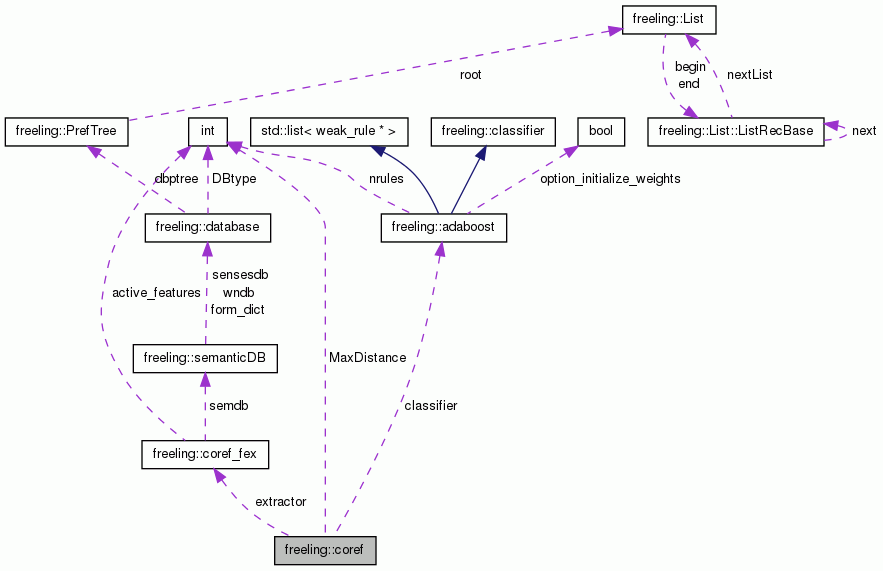 freeling::List
root
begin
end
nextList
freeling::PrefTree
int
std::list< weak_rule * >
freeling::classifier
bool
freeling::List::ListRecBase
next
dbptree
DBtype
nrules
option_initialize_weights
freeling::database
freeling::adaboost
sensesdb
wndb
form_dict
active_features
freeling::semanticDB
MaxDistance
semdb
classifier
freeling::coref_fex
extractor
freeling::coref